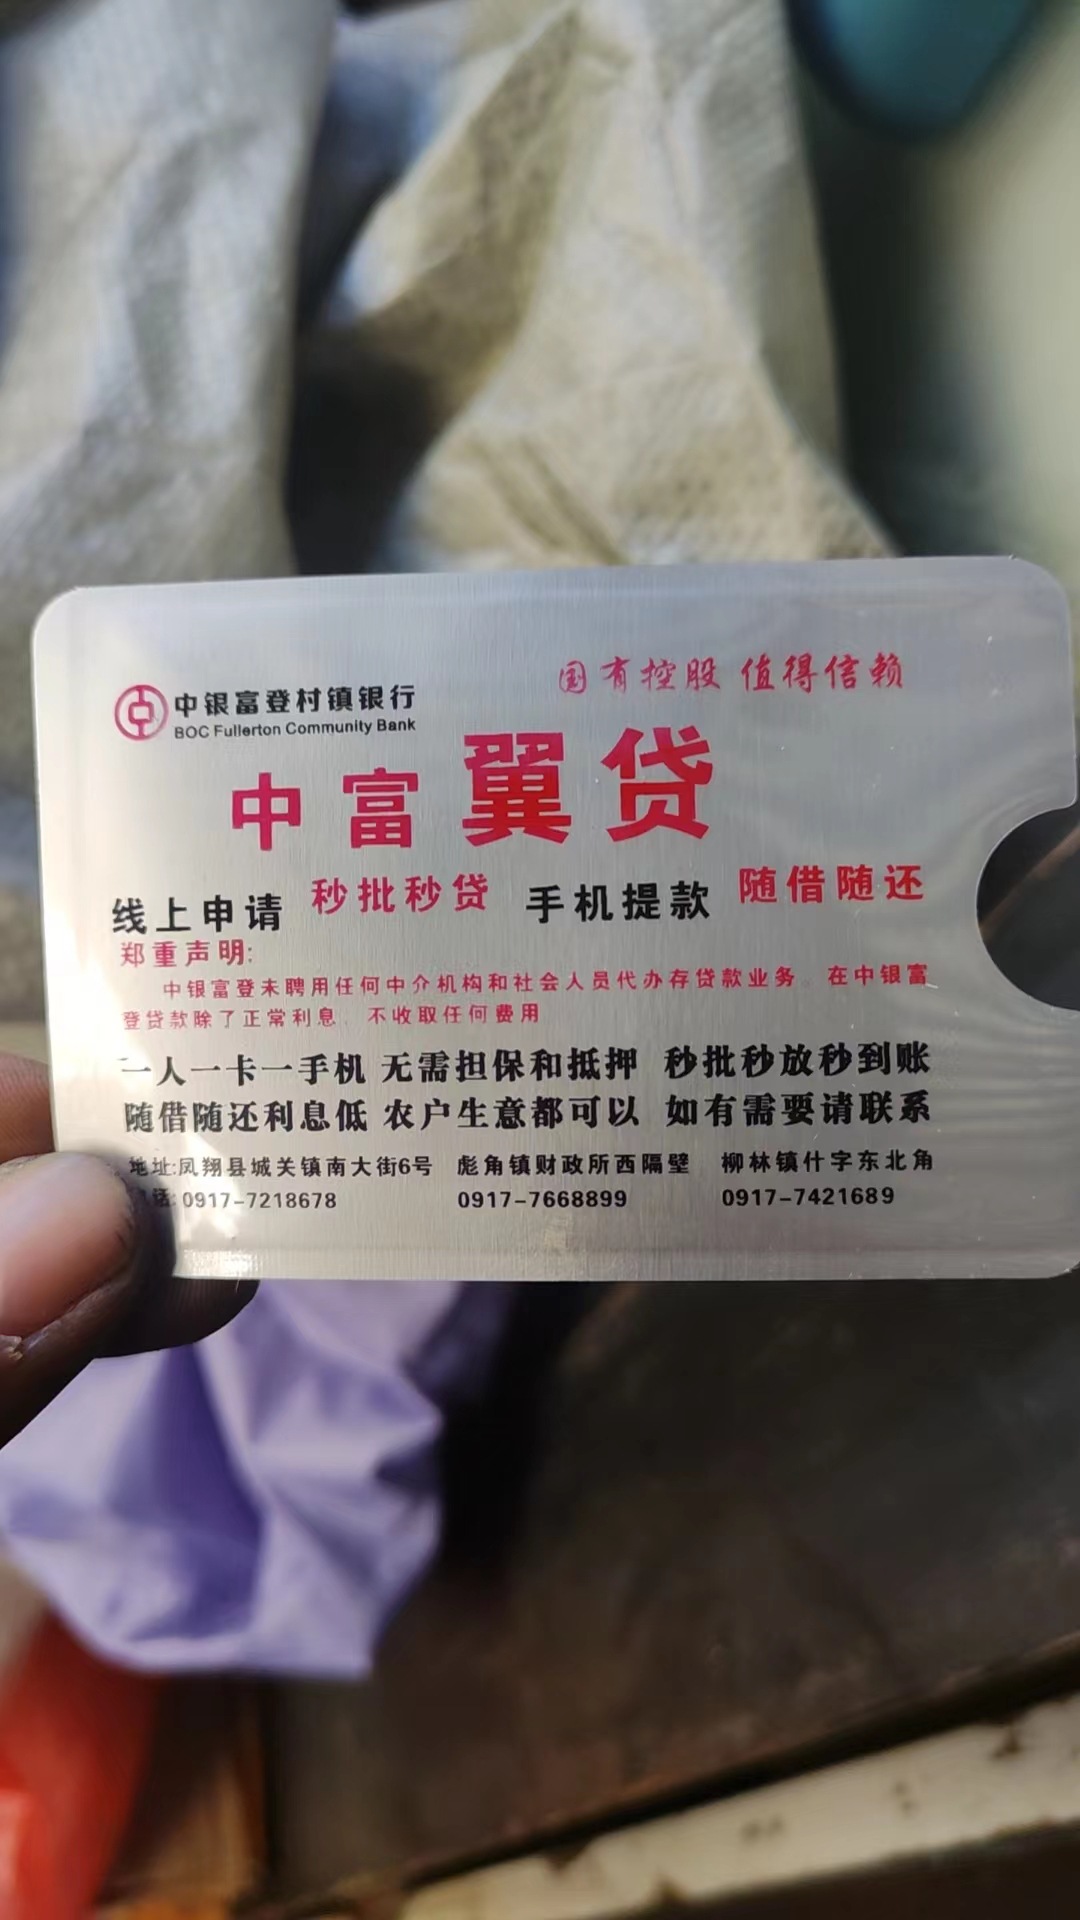 国有控股 值得信赖
中银富登村镇银行
BOC Fullerton Community Bank
中富翼贷
线上申请 秒批秒贷 手机提款 随借随还
郑重声明:
中银富登未聘用任何中介机构和社会人员代办存贷款业务。在中银富
登贷款除了正常利息、不收取任何费用
一人一卡一手机 无需担保和抵押 秒批秒放秒到账
随借随还利息低 农户生意都可以 如有需要请联系
地址:凤翔县城关镇南大街6号 彪角镇财政所西隔壁 柳林镇什字东北角
话:0917-7218678 0917-7668899 0917-7421689